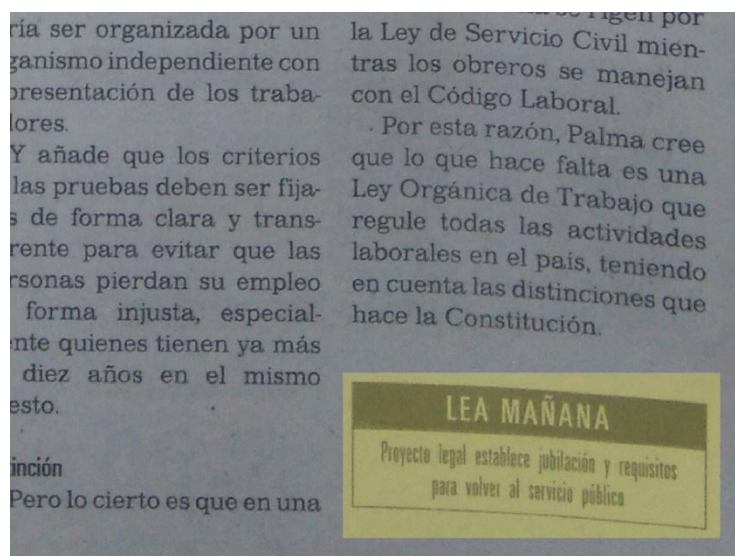 ría ser organizada por un
ganismo independiente con
presentación de los traba-
lores.
Y añade que los criterios
las pruebas deben ser fija-
s de forma clara y trans-
rente para evitar que las
rsonas pierdan su empleo
forma injusta, especial-
nte quienes tienen ya más
diez años en el mismo
esto.
inción
Pero lo cierto es que en una
se rigen por
la Ley de Servicio Civil mien-
tras los obreros se manejan
con el Código Laboral.
Por esta razón, Palma cree
que lo que hace falta es una
Ley Orgánica de Trabajo que
regule todas las actividades
laborales en el país, teniendo
en cuenta las distinciones que
hace la Constitución.
LEA MAÑANA
Proyecto legal establece jubilación y requisitos
para volver al servicio público